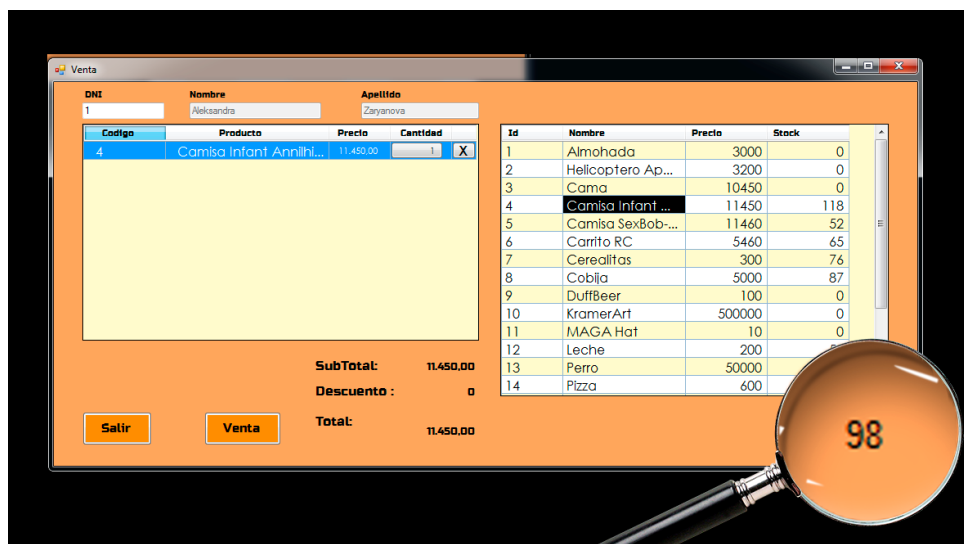 Venta
DNI Nombre Apellido
1 Aleksandra Zaryanova
Codigo Producto Precio Cantidad
4 Camisa Infant Annilhi... 11.450,00 1 X
Id Nombre Precio Stock
1 Almohada 3000 0
2 Helicoptero Ap... 3200 0
3 Cama 10450 0
4 Camisa Infant ... 11450 118
5 Camisa SexBob-... 11460 52
6 Carrito RC 5460 65
7 Cerealitas 300 76
8 Cobija 5000 87
9 DuffBeer 100 0
10 KramerArt 500000 0
11 MAGA Hat 10 0
12 Leche 200
13 Perro 50000
14 Pizza 600
SubTotal: 11.450,00
Descuento : 0
Total: 11.450,00
Salir Venta
98